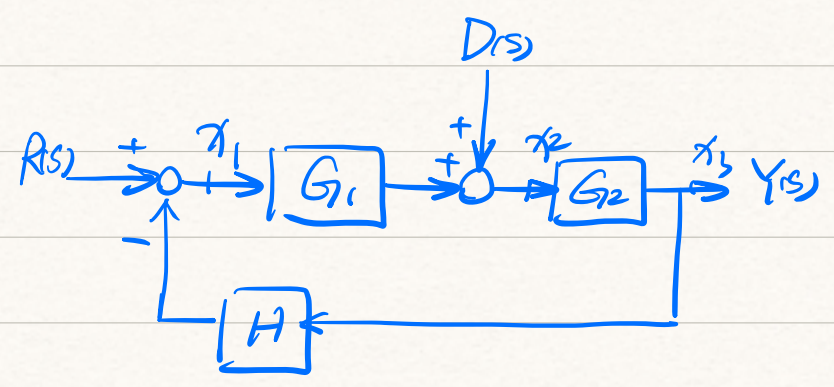 D(s)
R(s) + x1 G1 + + x2 G2 x3 Y(s)
−
H